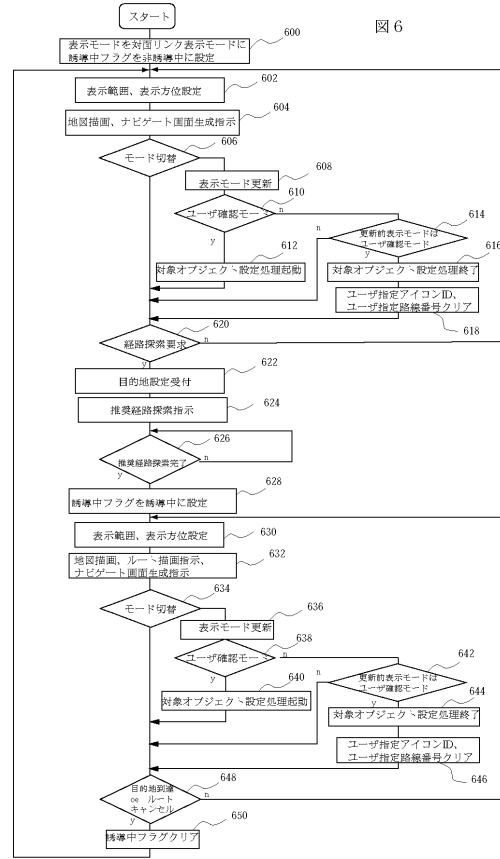 図６
スタート
表示モードを対面リンク表示モードに
誘導中フラグを非誘導中に設定
600
表示範囲、表示方位設定
602
地図描画、ナビゲート画面生成指示
604
モード切替
606
表示モード更新
608
ユーザ確認モード
610
n
y
対象オブジェクト設定処理起動
612
更新前表示モードは
ユーザ確認モード
614
n
y
対象オブジェクト設定処理終了
616
ユーザ指定アイコンID、
ユーザ指定路線番号クリア
618
経路探索要求
620
n
y
目的地設定受付
622
推奨経路探索指示
624
推奨経路探索完了
626
n
y
誘導中フラグを誘導中に設定
628
表示範囲、表示方位設定
630
地図描画、ルート描画指示、
ナビゲート画面生成指示
632
モード切替
634
表示モード更新
636
ユーザ確認モード
638
n
y
対象オブジェクト設定処理起動
640
更新前表示モードは
ユーザ確認モード
642
n
y
対象オブジェクト設定処理終了
644
ユーザ指定アイコンID、
ユーザ指定路線番号クリア
646
目的地到達
oe ルート
キャンセル
648
n
y
誘導中フラグクリア
650